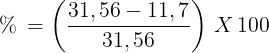 % = (31,56 − 11,7 / 31,56) X 100